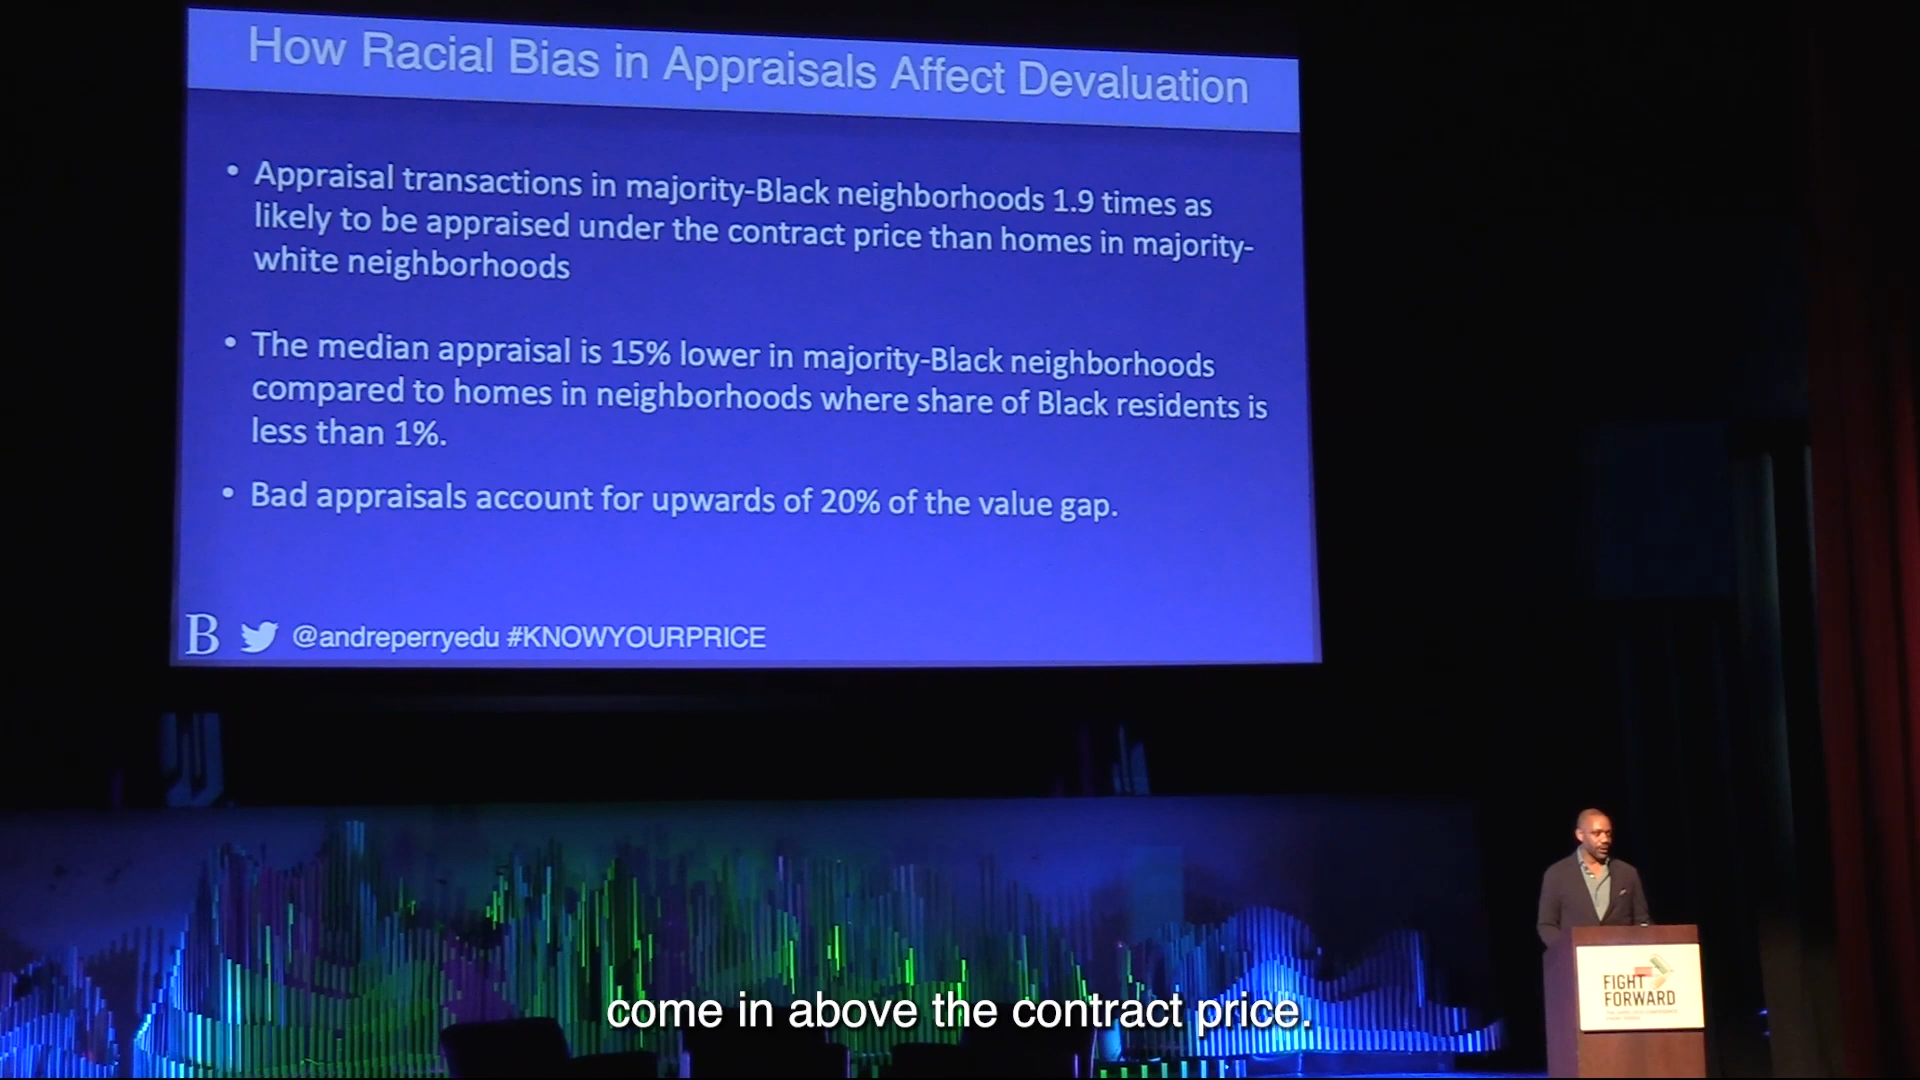 How Racial Bias in Appraisals Affect Devaluation
• Appraisal transactions in majority-Black neighborhoods 1.9 times as
likely to be appraised under the contract price than homes in majority-
white neighborhoods
• The median appraisal is 15% lower in majority-Black neighborhoods
compared to homes in neighborhoods where share of Black residents is
less than 1%.
• Bad appraisals account for upwards of 20% of the value gap.
B @andreperryedu #KNOWYOURPRICE
FIGHT
FORWARD
come in above the contract price.